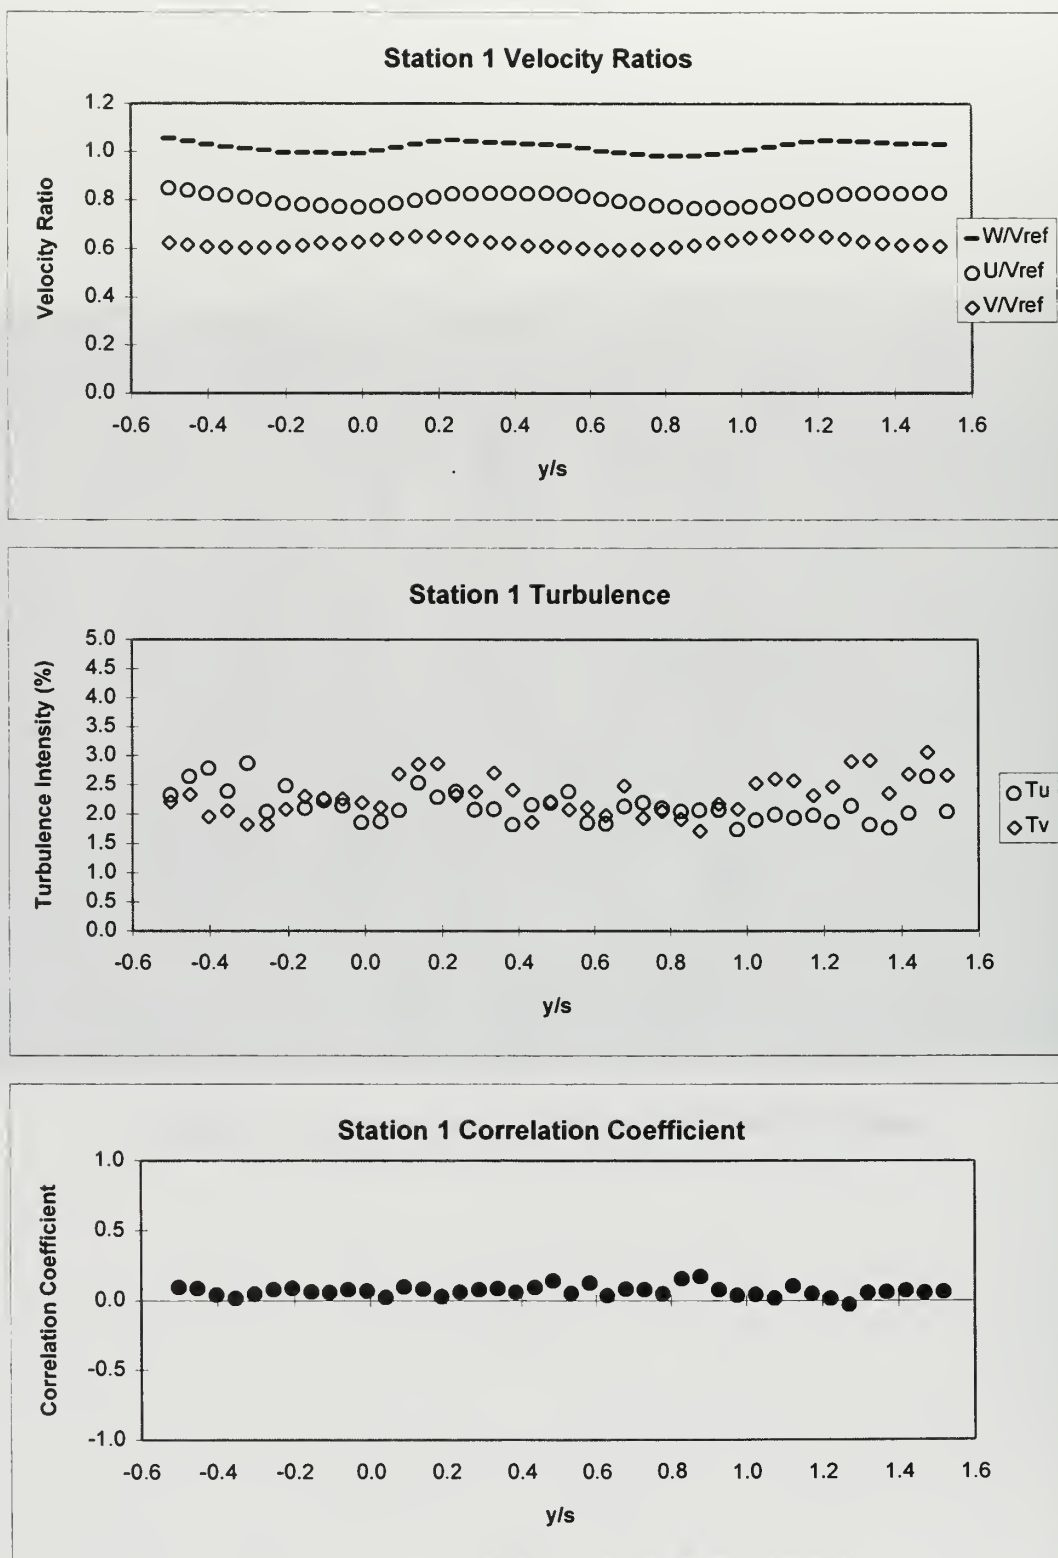 Station 1 Velocity Ratios
1.2
1.0
0.8
0.6
0.4
0.2
0.0
Velocity Ratio
-0.6 -0.4 -0.2 0.0 0.2 0.4 0.6 0.8 1.0 1.2 1.4 1.6
y/s
W/Vref
U/Vref
V/Vref
Station 1 Turbulence
5.0
4.5
4.0
3.5
3.0
2.5
2.0
1.5
1.0
0.5
0.0
Turbulence Intensity (%)
-0.6 -0.4 -0.2 0.0 0.2 0.4 0.6 0.8 1.0 1.2 1.4 1.6
y/s
Tu
Tv
Station 1 Correlation Coefficient
1.0
0.5
0.0
-0.5
-1.0
Correlation Coefficient
-0.6 -0.4 -0.2 0.0 0.2 0.4 0.6 0.8 1.0 1.2 1.4 1.6
y/s